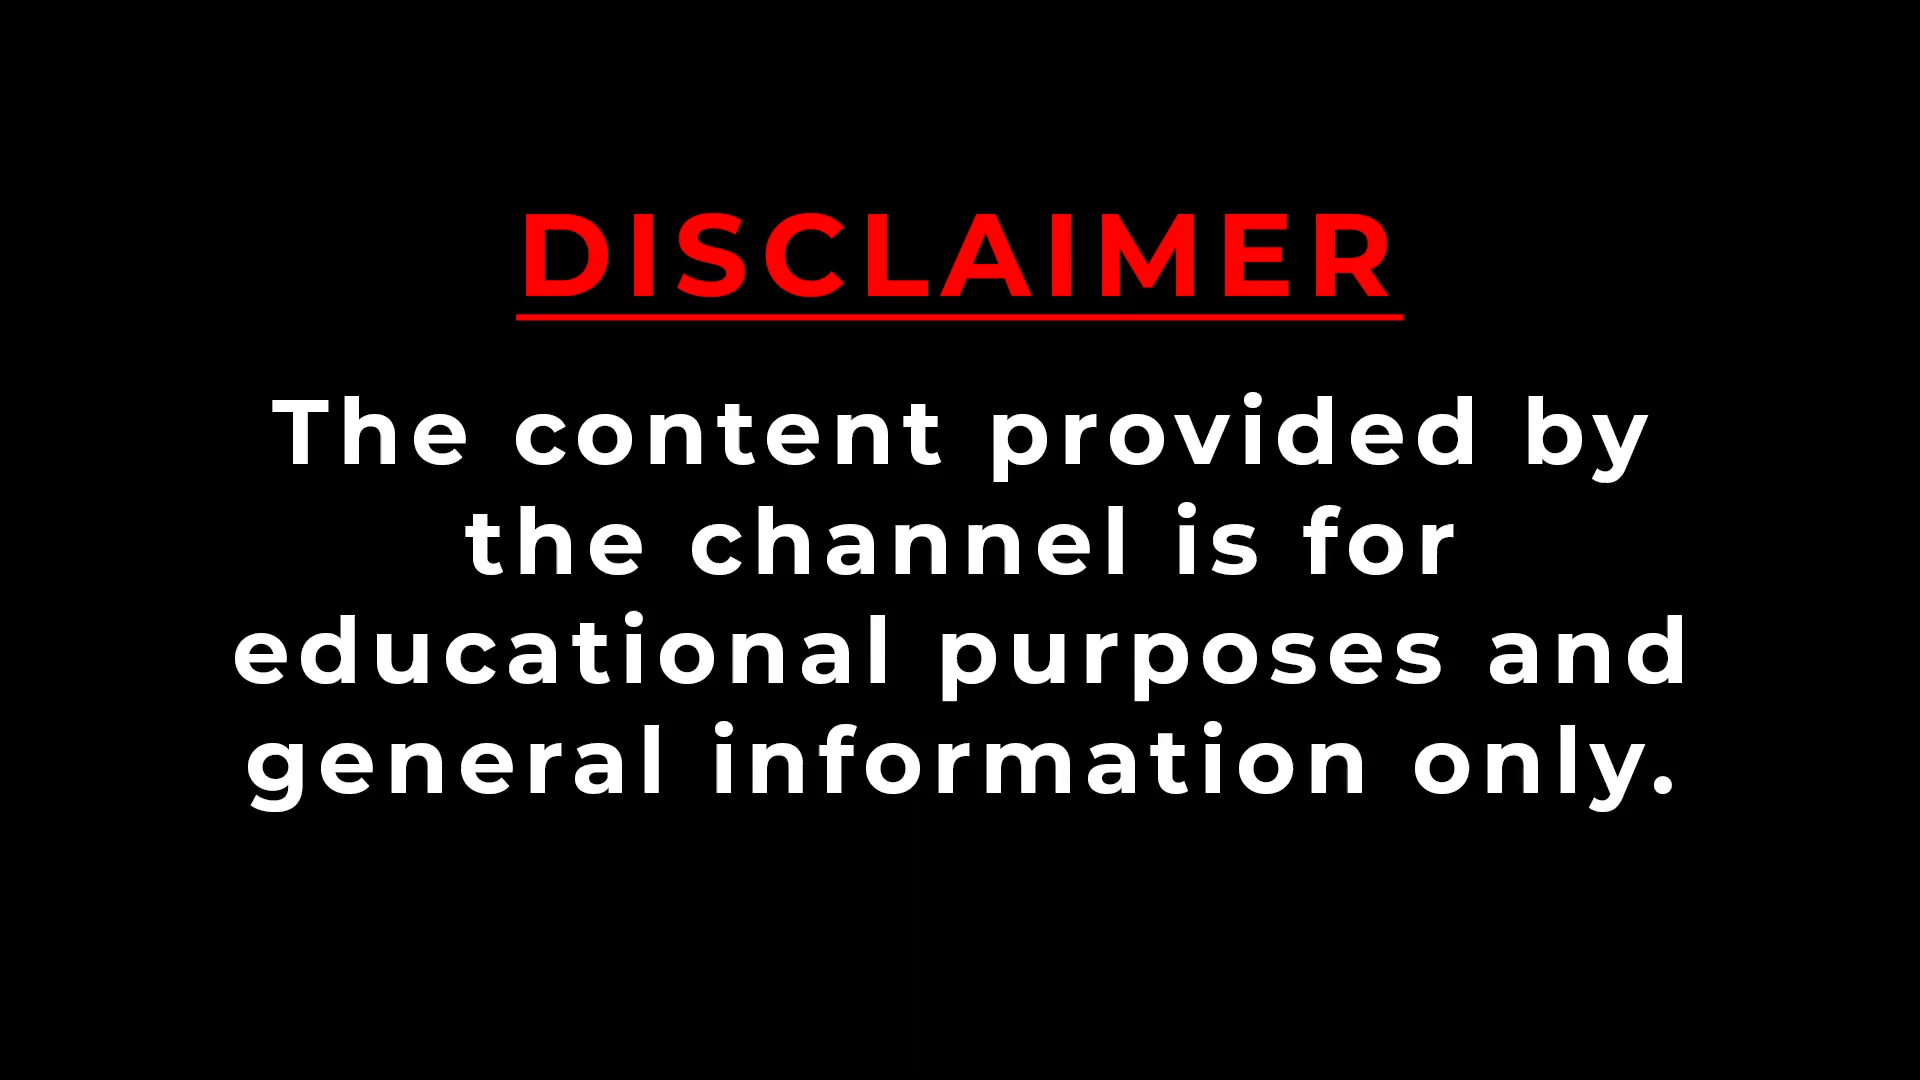 DISCLAIMER
The content provided by
the channel is for
educational purposes and
general information only.